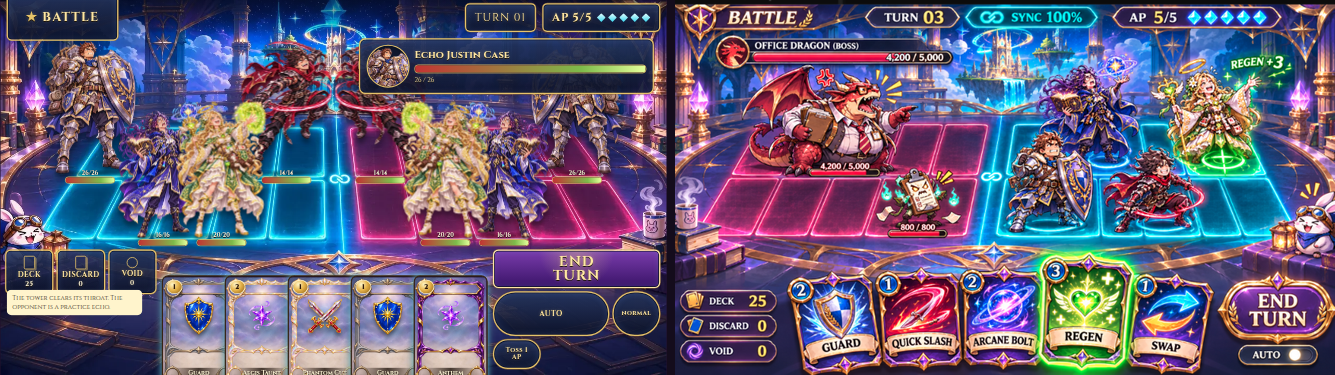 ★ BATTLE
TURN 01
AP 5/5
ECHO JUSTIN CASE
26/26
26/26
14/14
14/14
26/26
16/16
20/20
20/20
16/16
DECK
25
DISCARD
0
VOID
0
THE TOWER CLEARS ITS THROAT. THE
OPPONENT IS A PRACTICE ECHO.
1
2
1
1
2
GUARD
AEGIS TAUNT
PHANTOM CUT
GUARD
ANTHEM
END
TURN
AUTO
NORMAL
TOSS 1
AP
BATTLE
TURN 03
SYNC 100%
AP 5/5
OFFICE DRAGON (BOSS)
4,200 / 5,000
REGEN +3
4,200 / 5,000
800 / 800
DECK 25
DISCARD 0
VOID 0
2
GUARD
1
QUICK SLASH
2
ARCANE BOLT
3
REGEN
1
SWAP
END
TURN
AUTO